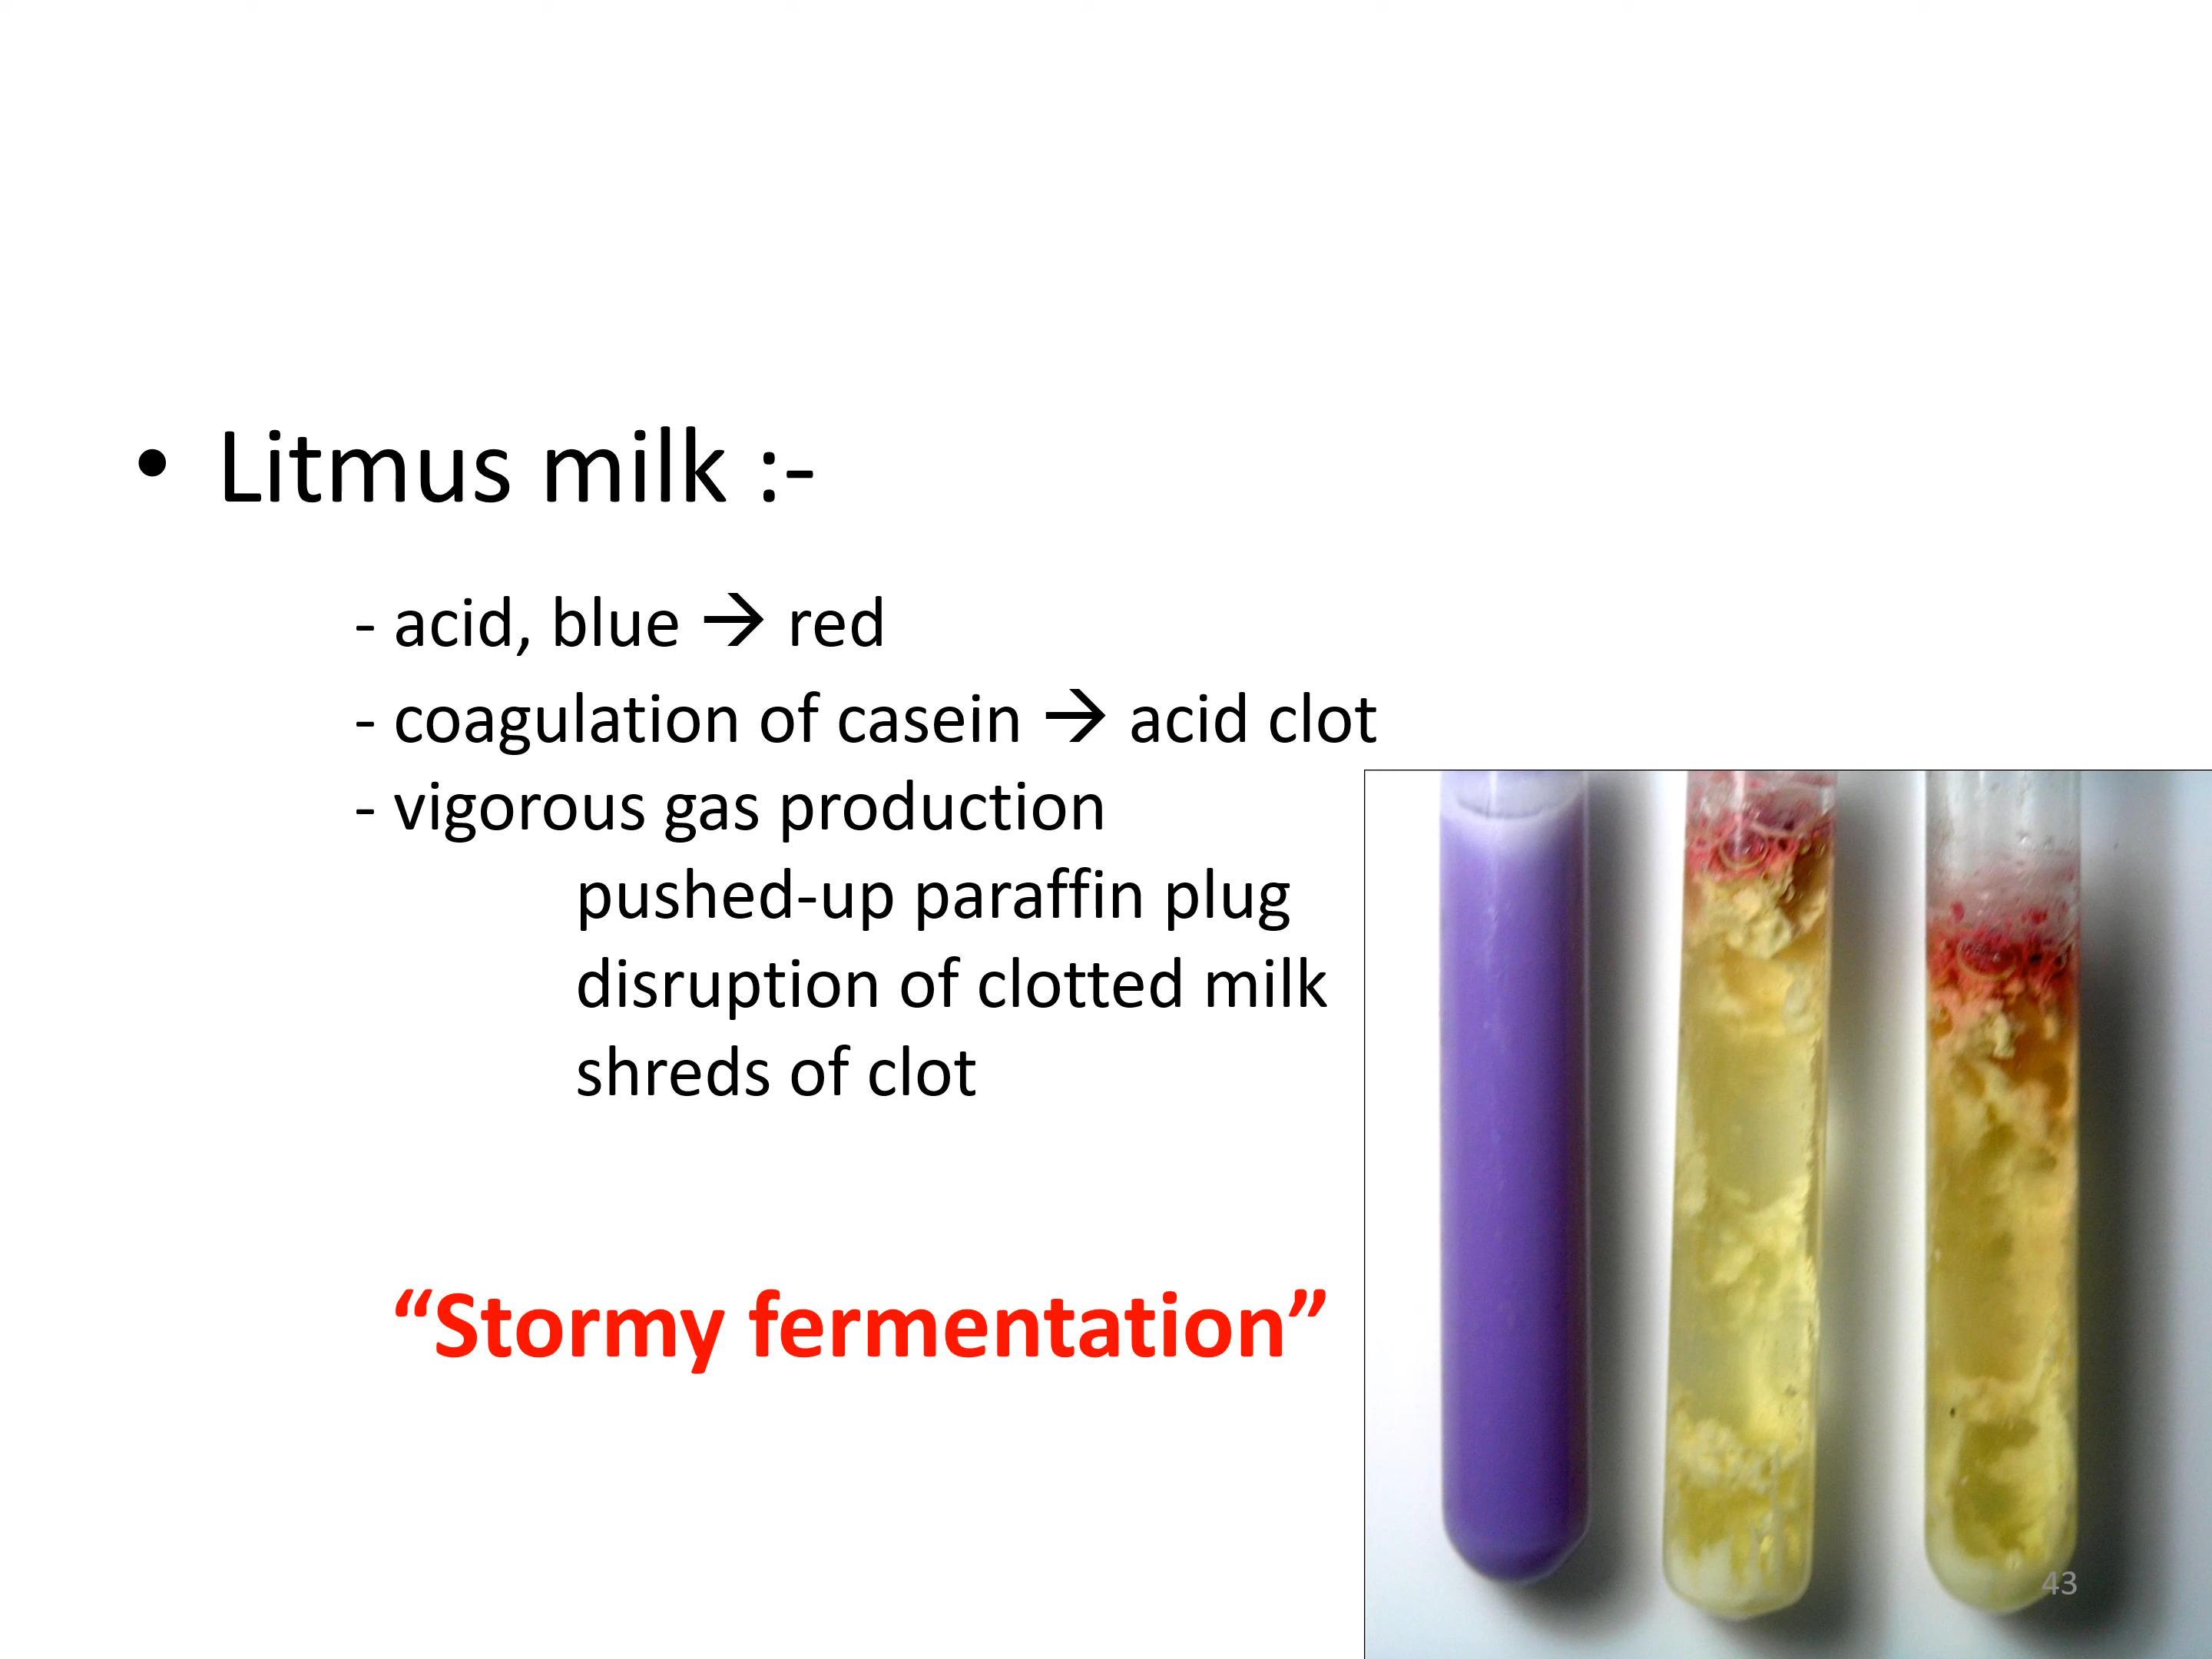 • Litmus milk :-
- acid, blue → red
- coagulation of casein → acid clot
- vigorous gas production
pushed-up paraffin plug
disruption of clotted milk
shreds of clot
“Stormy fermentation”
43